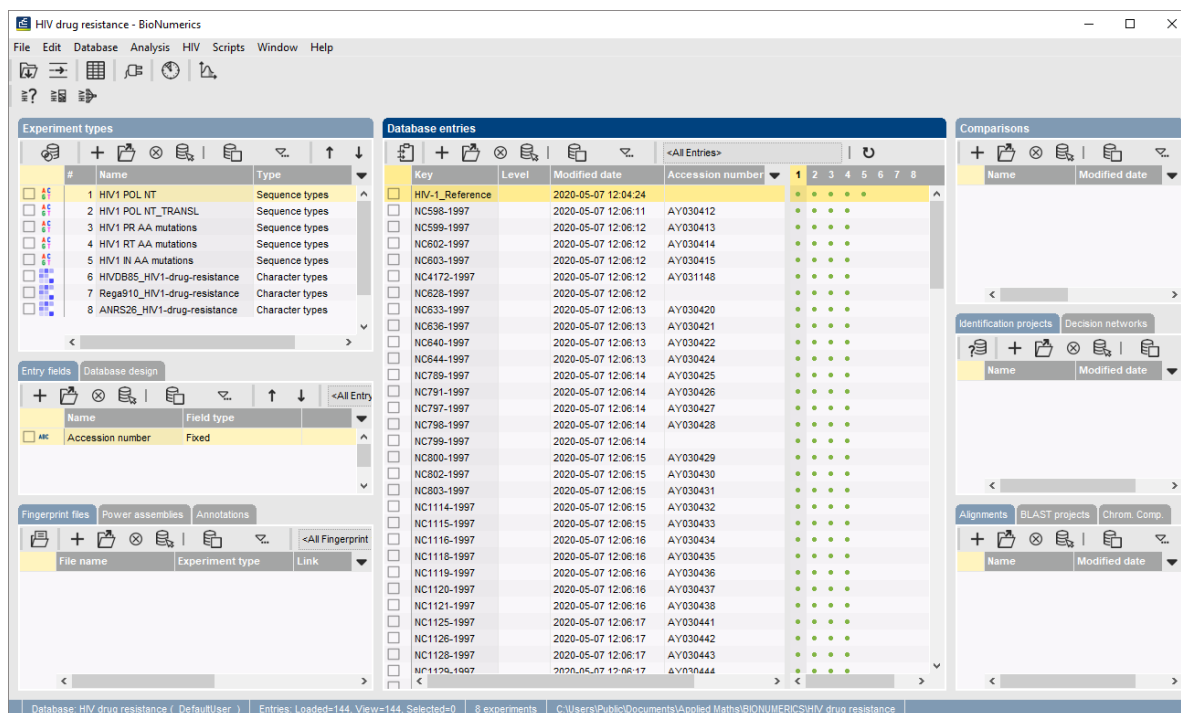 HIV drug resistance - BioNumerics
File Edit Database Analysis HIV Scripts Window Help
Experiment types
# Name Type
1 HIV1 POL NT Sequence types
2 HIV1 POL NT_TRANSL Sequence types
3 HIV1 PR AA mutations Sequence types
4 HIV1 RT AA mutations Sequence types
5 HIV1 IN AA mutations Sequence types
6 HIVDB85_HIV1-drug-resistance Character types
7 Rega910_HIV1-drug-resistance Character types
8 ANRS26_HIV1-drug-resistance Character types
Entry fields Database design
<All Entry
Name Field type
ABC Accession number Fixed
Fingerprint files Power assemblies Annotations
<All Fingerprint
File name Experiment type Link
Database entries
<All Entries>
Key Level Modified date Accession number 1 2 3 4 5 6 7 8
HIV-1_Reference 2020-05-07 12:04:24
NC598-1997 2020-05-07 12:06:11 AY030412
NC599-1997 2020-05-07 12:06:12 AY030413
NC602-1997 2020-05-07 12:06:12 AY030414
NC603-1997 2020-05-07 12:06:12 AY030415
NC4172-1997 2020-05-07 12:06:12 AY031148
NC628-1997 2020-05-07 12:06:12
NC633-1997 2020-05-07 12:06:13 AY030420
NC636-1997 2020-05-07 12:06:13 AY030421
NC640-1997 2020-05-07 12:06:13 AY030422
NC644-1997 2020-05-07 12:06:13 AY030424
NC789-1997 2020-05-07 12:06:14 AY030425
NC791-1997 2020-05-07 12:06:14 AY030426
NC797-1997 2020-05-07 12:06:14 AY030427
NC798-1997 2020-05-07 12:06:14 AY030428
NC799-1997 2020-05-07 12:06:14
NC800-1997 2020-05-07 12:06:15 AY030429
NC802-1997 2020-05-07 12:06:15 AY030430
NC803-1997 2020-05-07 12:06:15 AY030431
NC1114-1997 2020-05-07 12:06:15 AY030432
NC1115-1997 2020-05-07 12:06:15 AY030433
NC1116-1997 2020-05-07 12:06:16 AY030434
NC1118-1997 2020-05-07 12:06:16 AY030435
NC1119-1997 2020-05-07 12:06:16 AY030436
NC1120-1997 2020-05-07 12:06:16 AY030437
NC1121-1997 2020-05-07 12:06:16 AY030438
NC1125-1997 2020-05-07 12:06:17 AY030441
NC1126-1997 2020-05-07 12:06:17 AY030442
NC1128-1997 2020-05-07 12:06:17 AY030443
NC1129-1997 2020-05-07 12:06:17 AY030444
Comparisons
Name Modified date
Identification projects Decision networks
Name Modified date
Alignments BLAST projects Chrom. Comp.
Name Modified date
Database: HIV drug resistance (_DefaultUser_) Entries: Loaded=144, View=144, Selected=0 8 experiments C:\Users\Public\Documents\Applied Maths\BIONUMERICS\HIV drug resistance